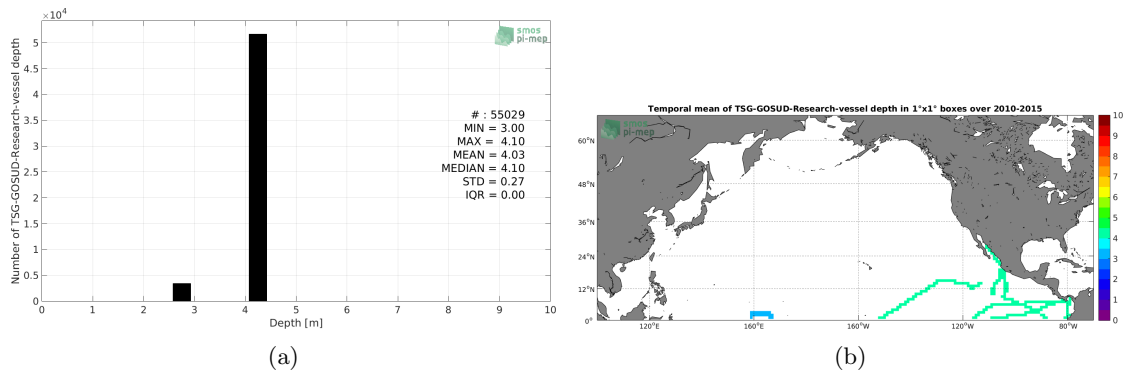 ×10⁴
5
4.5
4
3.5
3
2.5
2
1.5
1
0.5
0
Number of TSG-GOSUD-Research-vessel depth
smos
pi-mep
# : 55029
MIN = 3.00
MAX = 4.10
MEAN = 4.03
MEDIAN = 4.10
STD = 0.27
IQR = 0.00
0 1 2 3 4 5 6 7 8 9 10
Depth [m]
(a)
Temporal mean of TSG-GOSUD-Research-vessel depth in 1°x1° boxes over 2010-2015
smos
pi-mep
60°N
48°N
36°N
24°N
12°N
0°
120°E 160°E 160°W 120°W 80°W
10
9
8
7
6
5
4
3
2
1
0
(b)